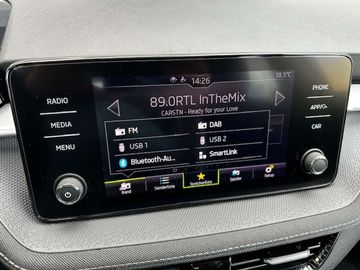 14:26
18.5°C
RADIO
MEDIA
MENU
PHONE
APP/⌂
CAR
89.0RTL InTheMix
CARSTN - Ready for your Love
FM
DAB
USB 1
USB 2
Bluetooth-Au...
SmartLink
Band
Senderliste
Speicherliste
Sender
Setup